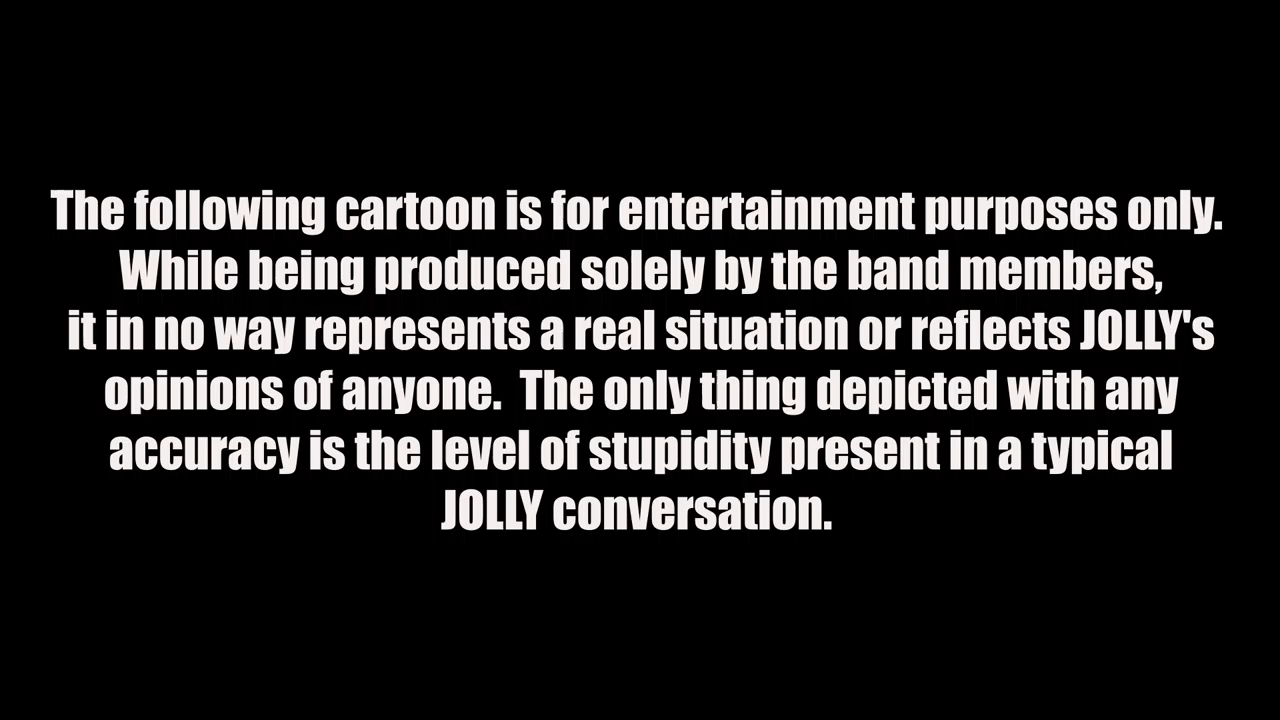 The following cartoon is for entertainment purposes only.
While being produced solely by the band members,
it in no way represents a real situation or reflects JOLLY's
opinions of anyone.  The only thing depicted with any
accuracy is the level of stupidity present in a typical
JOLLY conversation.